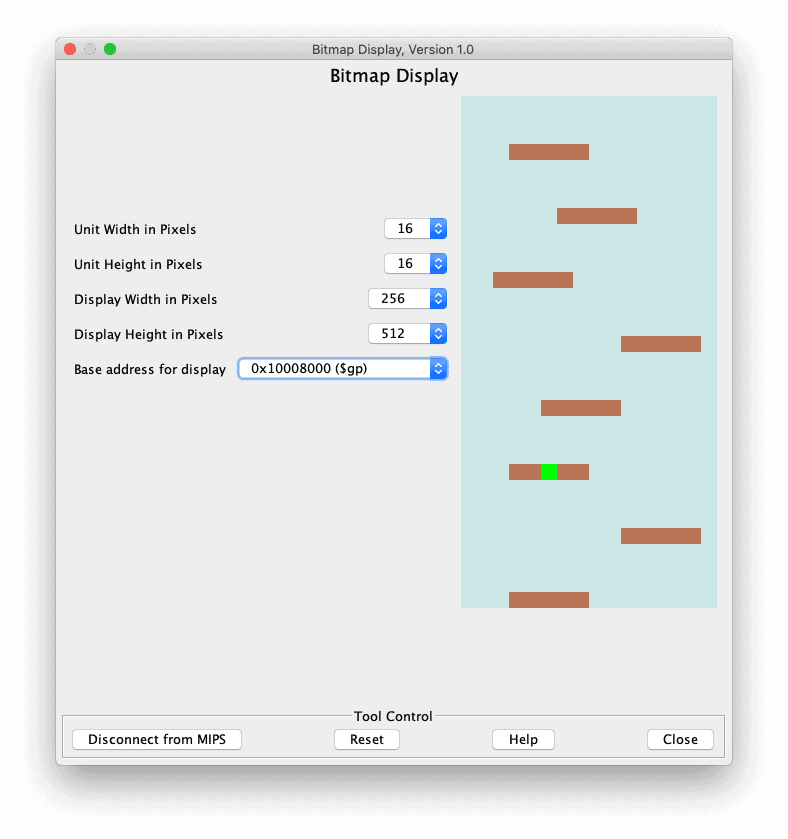 Bitmap Display, Version 1.0
Bitmap Display
Unit Width in Pixels 16
Unit Height in Pixels 16
Display Width in Pixels 256
Display Height in Pixels 512
Base address for display 0x10008000 ($gp)
Tool Control
Disconnect from MIPS Reset Help Close